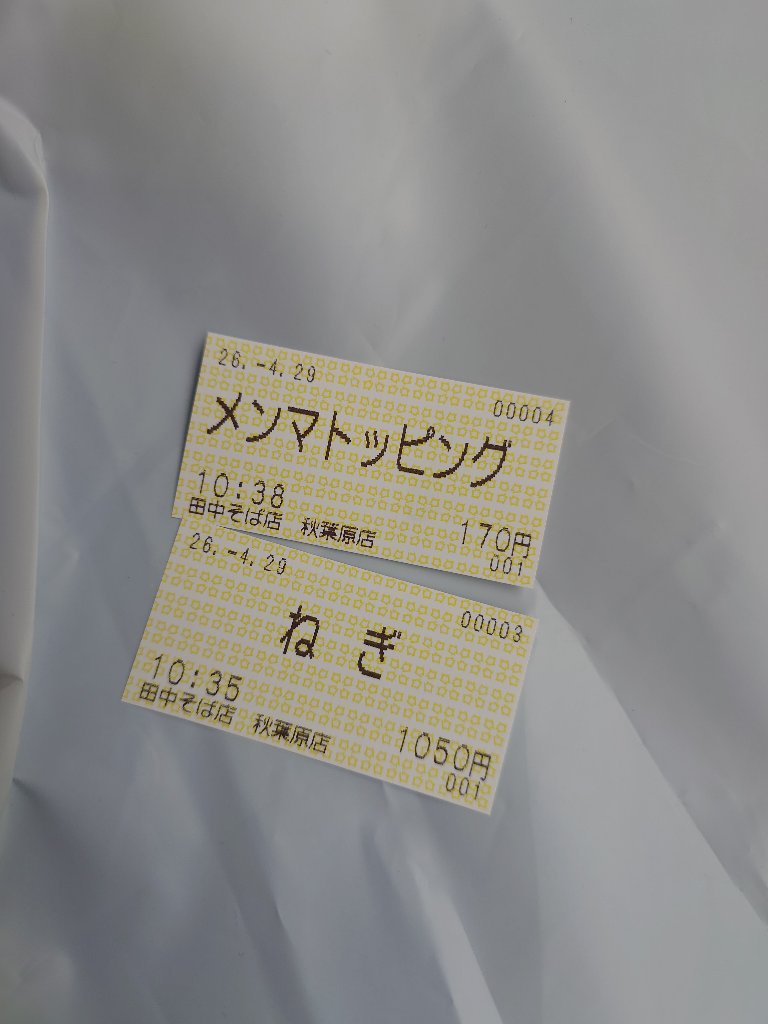 26.-4.29
00004
メンマトッピング
10:38
170円
田中そば店 秋葉原店
001
26.-4.29
00003
ねぎ
10:35
1050円
田中そば店 秋葉原店
001